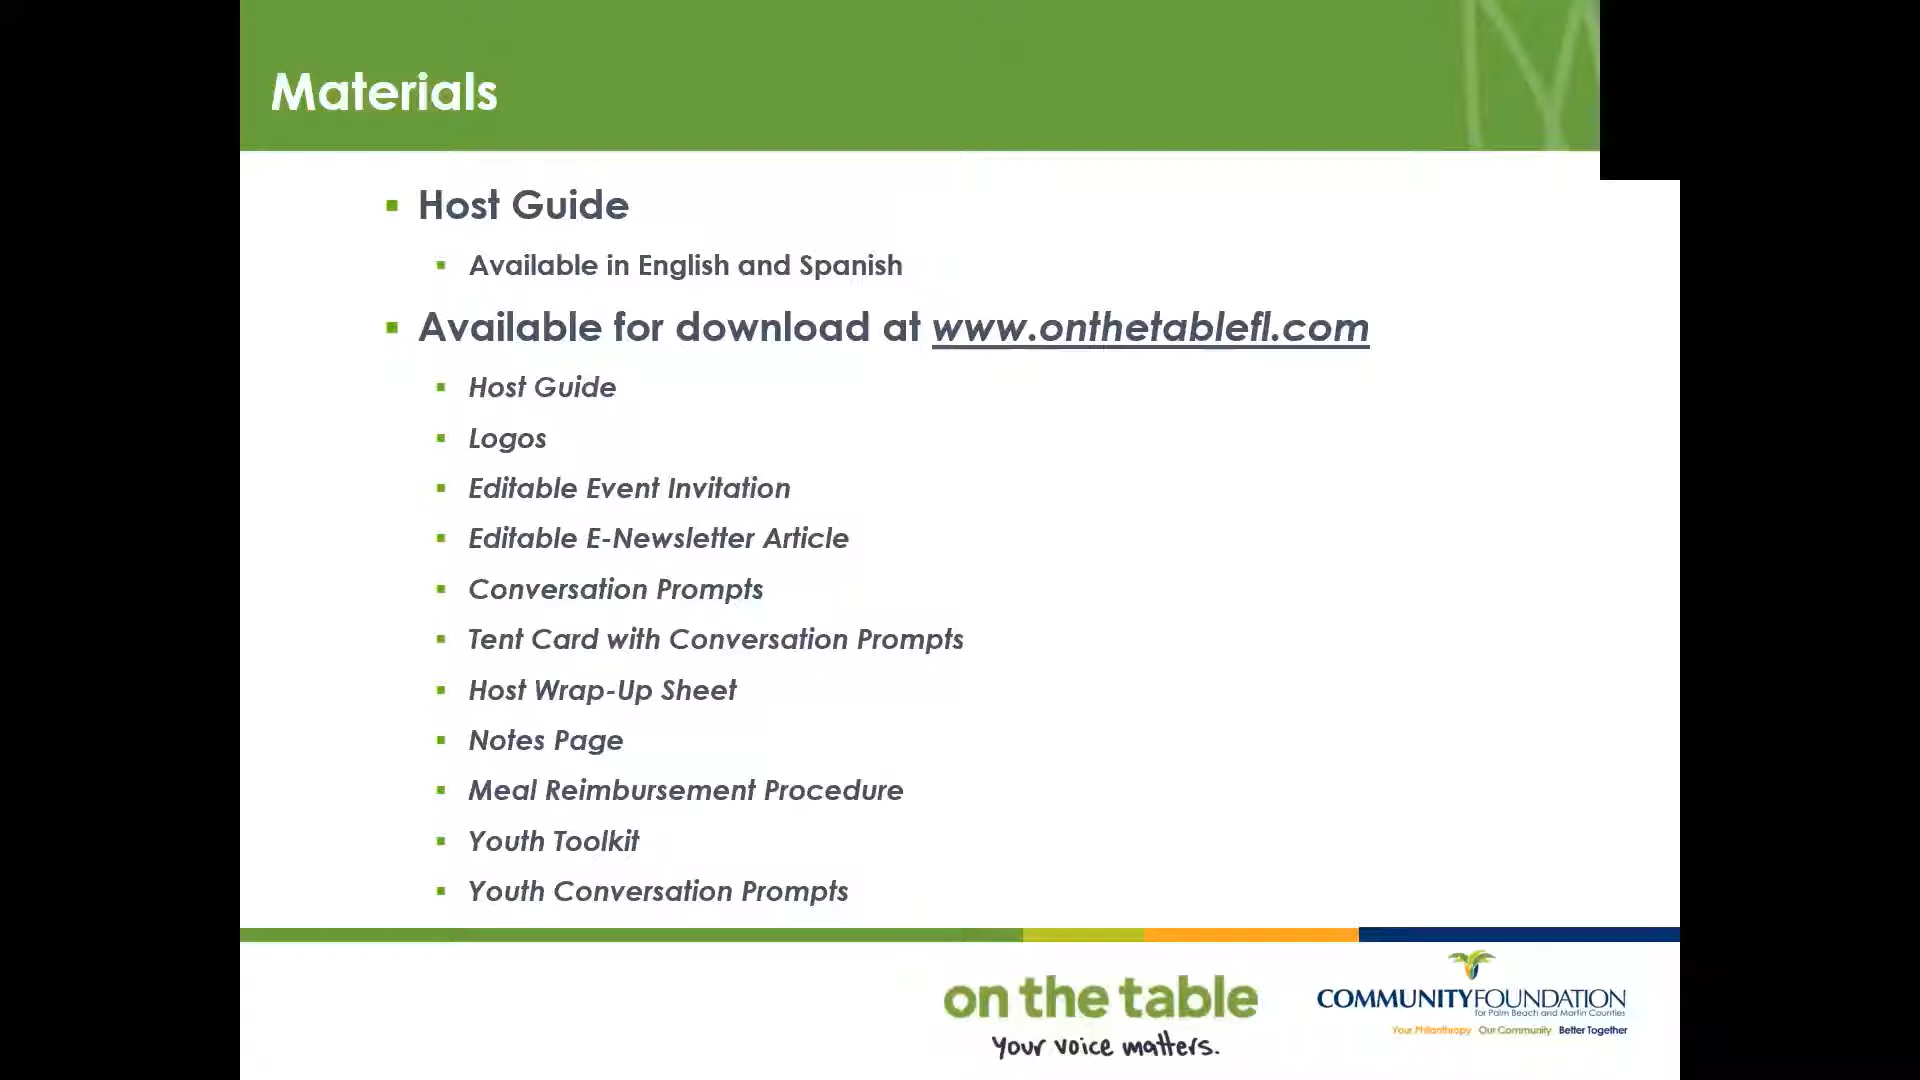 Materials
Host Guide
Available in English and Spanish
Available for download at www.onthetablefl.com
Host Guide
Logos
Editable Event Invitation
Editable E-Newsletter Article
Conversation Prompts
Tent Card with Conversation Prompts
Host Wrap-Up Sheet
Notes Page
Meal Reimbursement Procedure
Youth Toolkit
Youth Conversation Prompts
on the table
Your voice matters.
COMMUNITYFOUNDATION
for Palm Beach and Martin Counties
Your Philanthropy Our Community Better Together